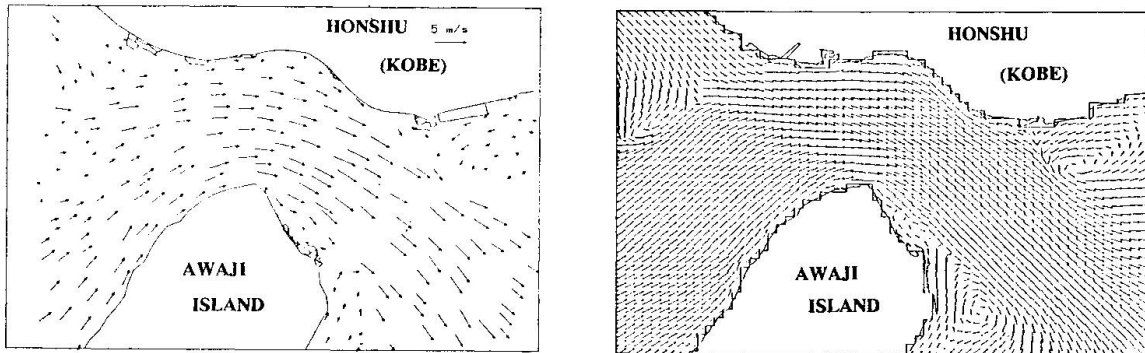 HONSHU
5 m/s
(KOBE)
AWAJI
ISLAND
HONSHU
(KOBE)
AWAJI
ISLAND